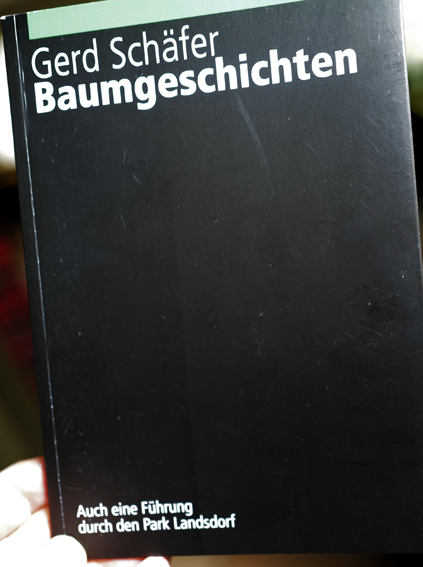 Gerd Schäfer
Baumgeschichten
Auch eine Führung
durch den Park Landsdorf